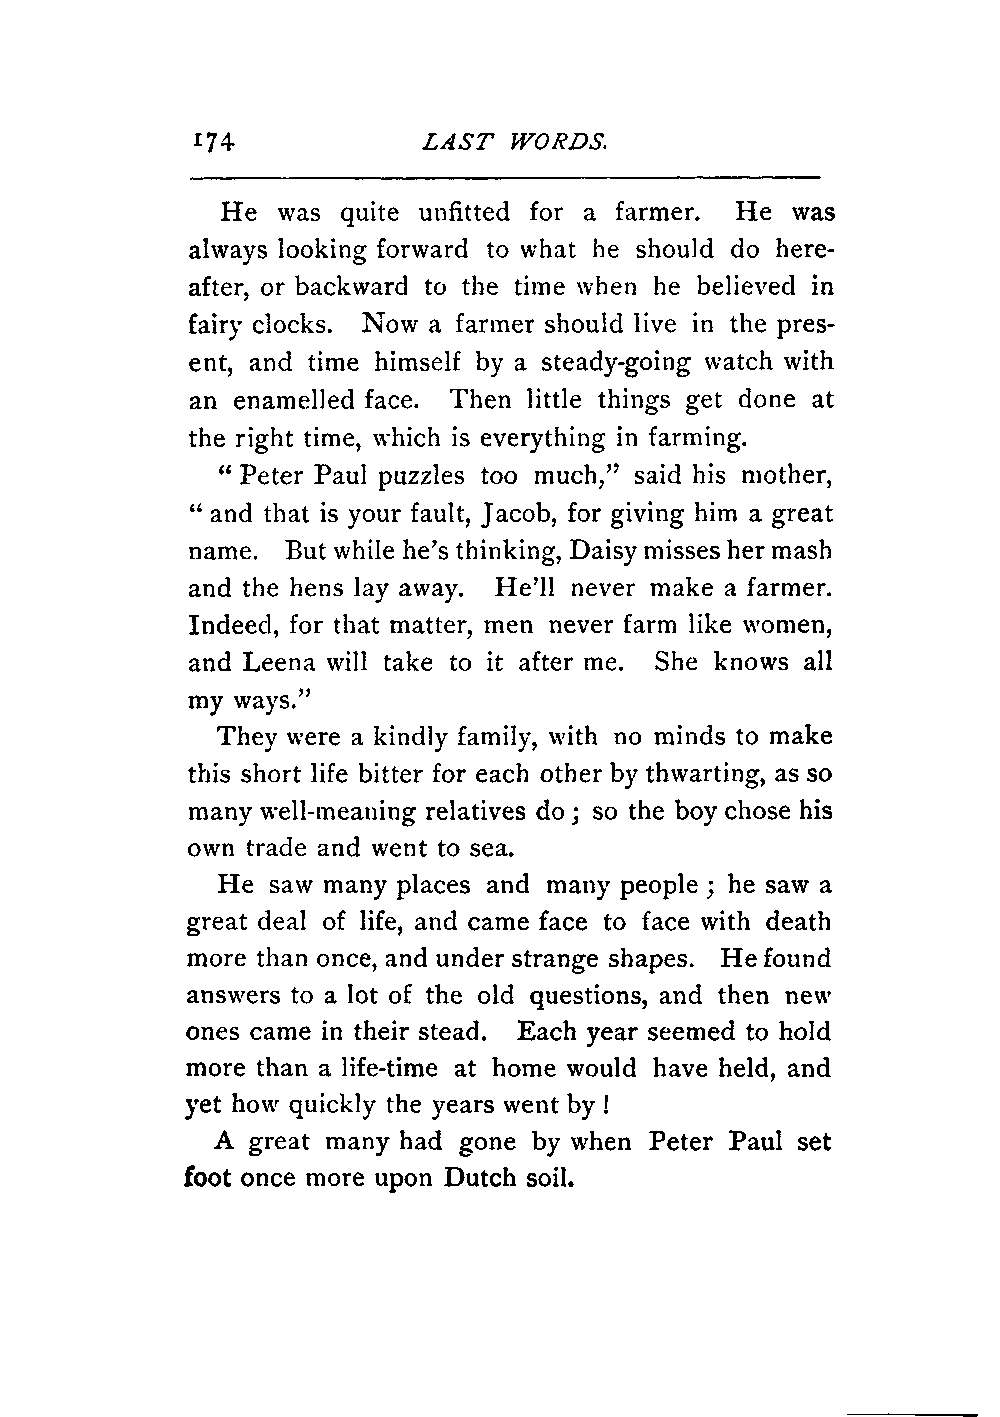 174 LAST WORDS.
He was quite unfitted for a farmer. He was
always looking forward to what he should do here-
after, or backward to the time when he believed in
fairy clocks. Now a farmer should live in the pres-
ent, and time himself by a steady-going watch with
an enamelled face. Then little things get done at
the right time, which is everything in farming.
“ Peter Paul puzzles too much,” said his mother,
“ and that is your fault, Jacob, for giving him a great
name. But while he's thinking, Daisy misses her mash
and the hens lay away. He'll never make a farmer.
Indeed, for that matter, men never farm like women,
and Leena will take to it after me. She knows all
my ways.”
They were a kindly family, with no minds to make
this short life bitter for each other by thwarting, as so
many well-meaning relatives do ; so the boy chose his
own trade and went to sea.
He saw many places and many people ; he saw a
great deal of life, and came face to face with death
more than once, and under strange shapes. He found
answers to a lot of the old questions, and then new
ones came in their stead. Each year seemed to hold
more than a life-time at home would have held, and
yet how quickly the years went by !
A great many had gone by when Peter Paul set
foot once more upon Dutch soil.